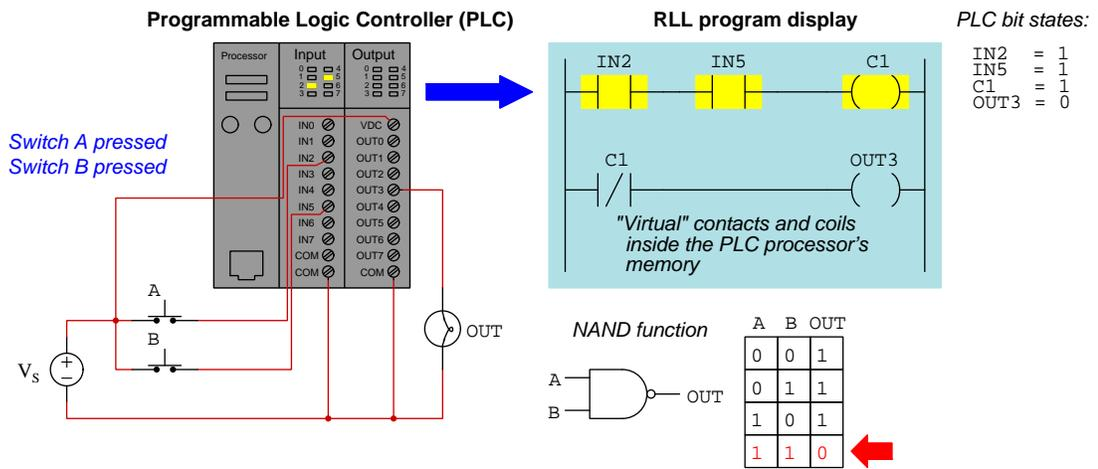 Programmable Logic Controller (PLC)
RLL program display
PLC bit states:
IN2 = 1
IN5 = 1
C1 = 1
OUT3 = 0
Processor
Input
Output
0 4
1 5
2 6
3 7
0 4
1 5
2 6
3 7
IN0
IN1
IN2
IN3
IN4
IN5
IN6
IN7
COM
COM
VDC
OUT0
OUT1
OUT2
OUT3
OUT4
OUT5
OUT6
OUT7
COM
Switch A pressed
Switch B pressed
A
B
VS
+
-
OUT
IN2 IN5 C1
C1 OUT3
"Virtual" contacts and coils
inside the PLC processor's
memory
NAND function
A
B
OUT
A B OUT
0 0 1
0 1 1
1 0 1
1 1 0